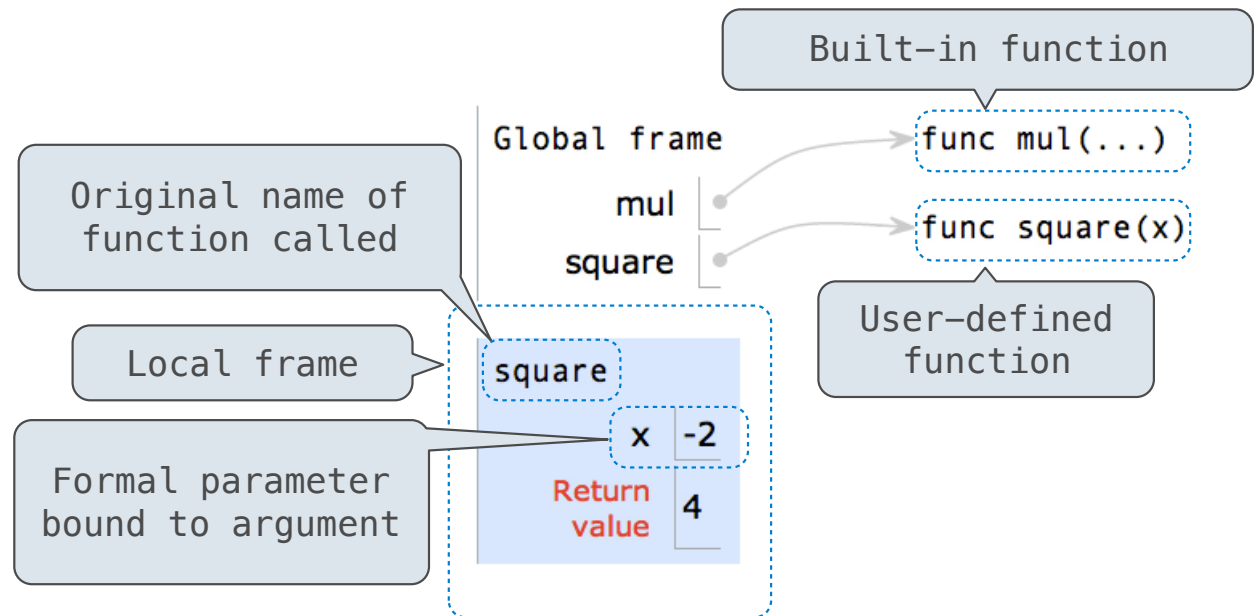 Built-in function
Global frame
func mul(...)
mul
Original name of
function called
func square(x)
square
User-defined
function
Local frame
square
x -2
Formal parameter
bound to argument
Return
value
4